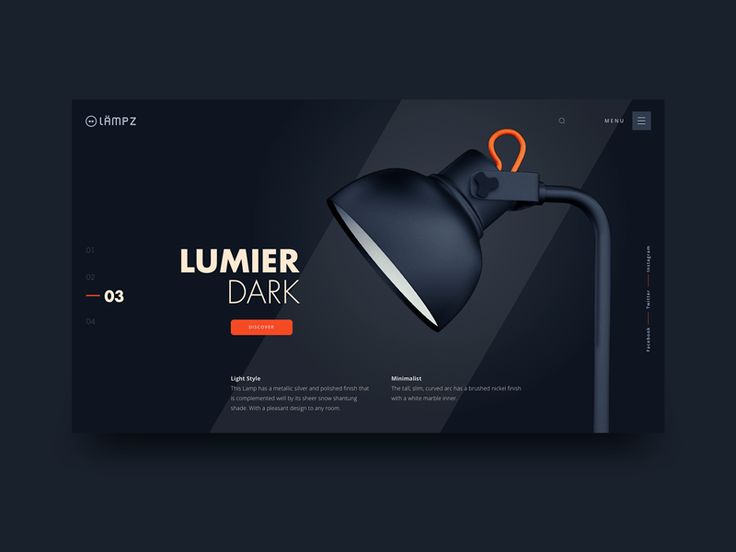 LÄMPZ
MENU
01
02
03
04
LUMIER
DARK
DISCOVER
Instagram
Twitter
Facebook
Light Style
This Lamp has a metallic silver and polished finish that
is complemented well by its sheer snow shantung
shade. With a pleasant design to any room.
Minimalist
The tall, slim, curved arc has a brushed nickel finish
with a white marble inner.